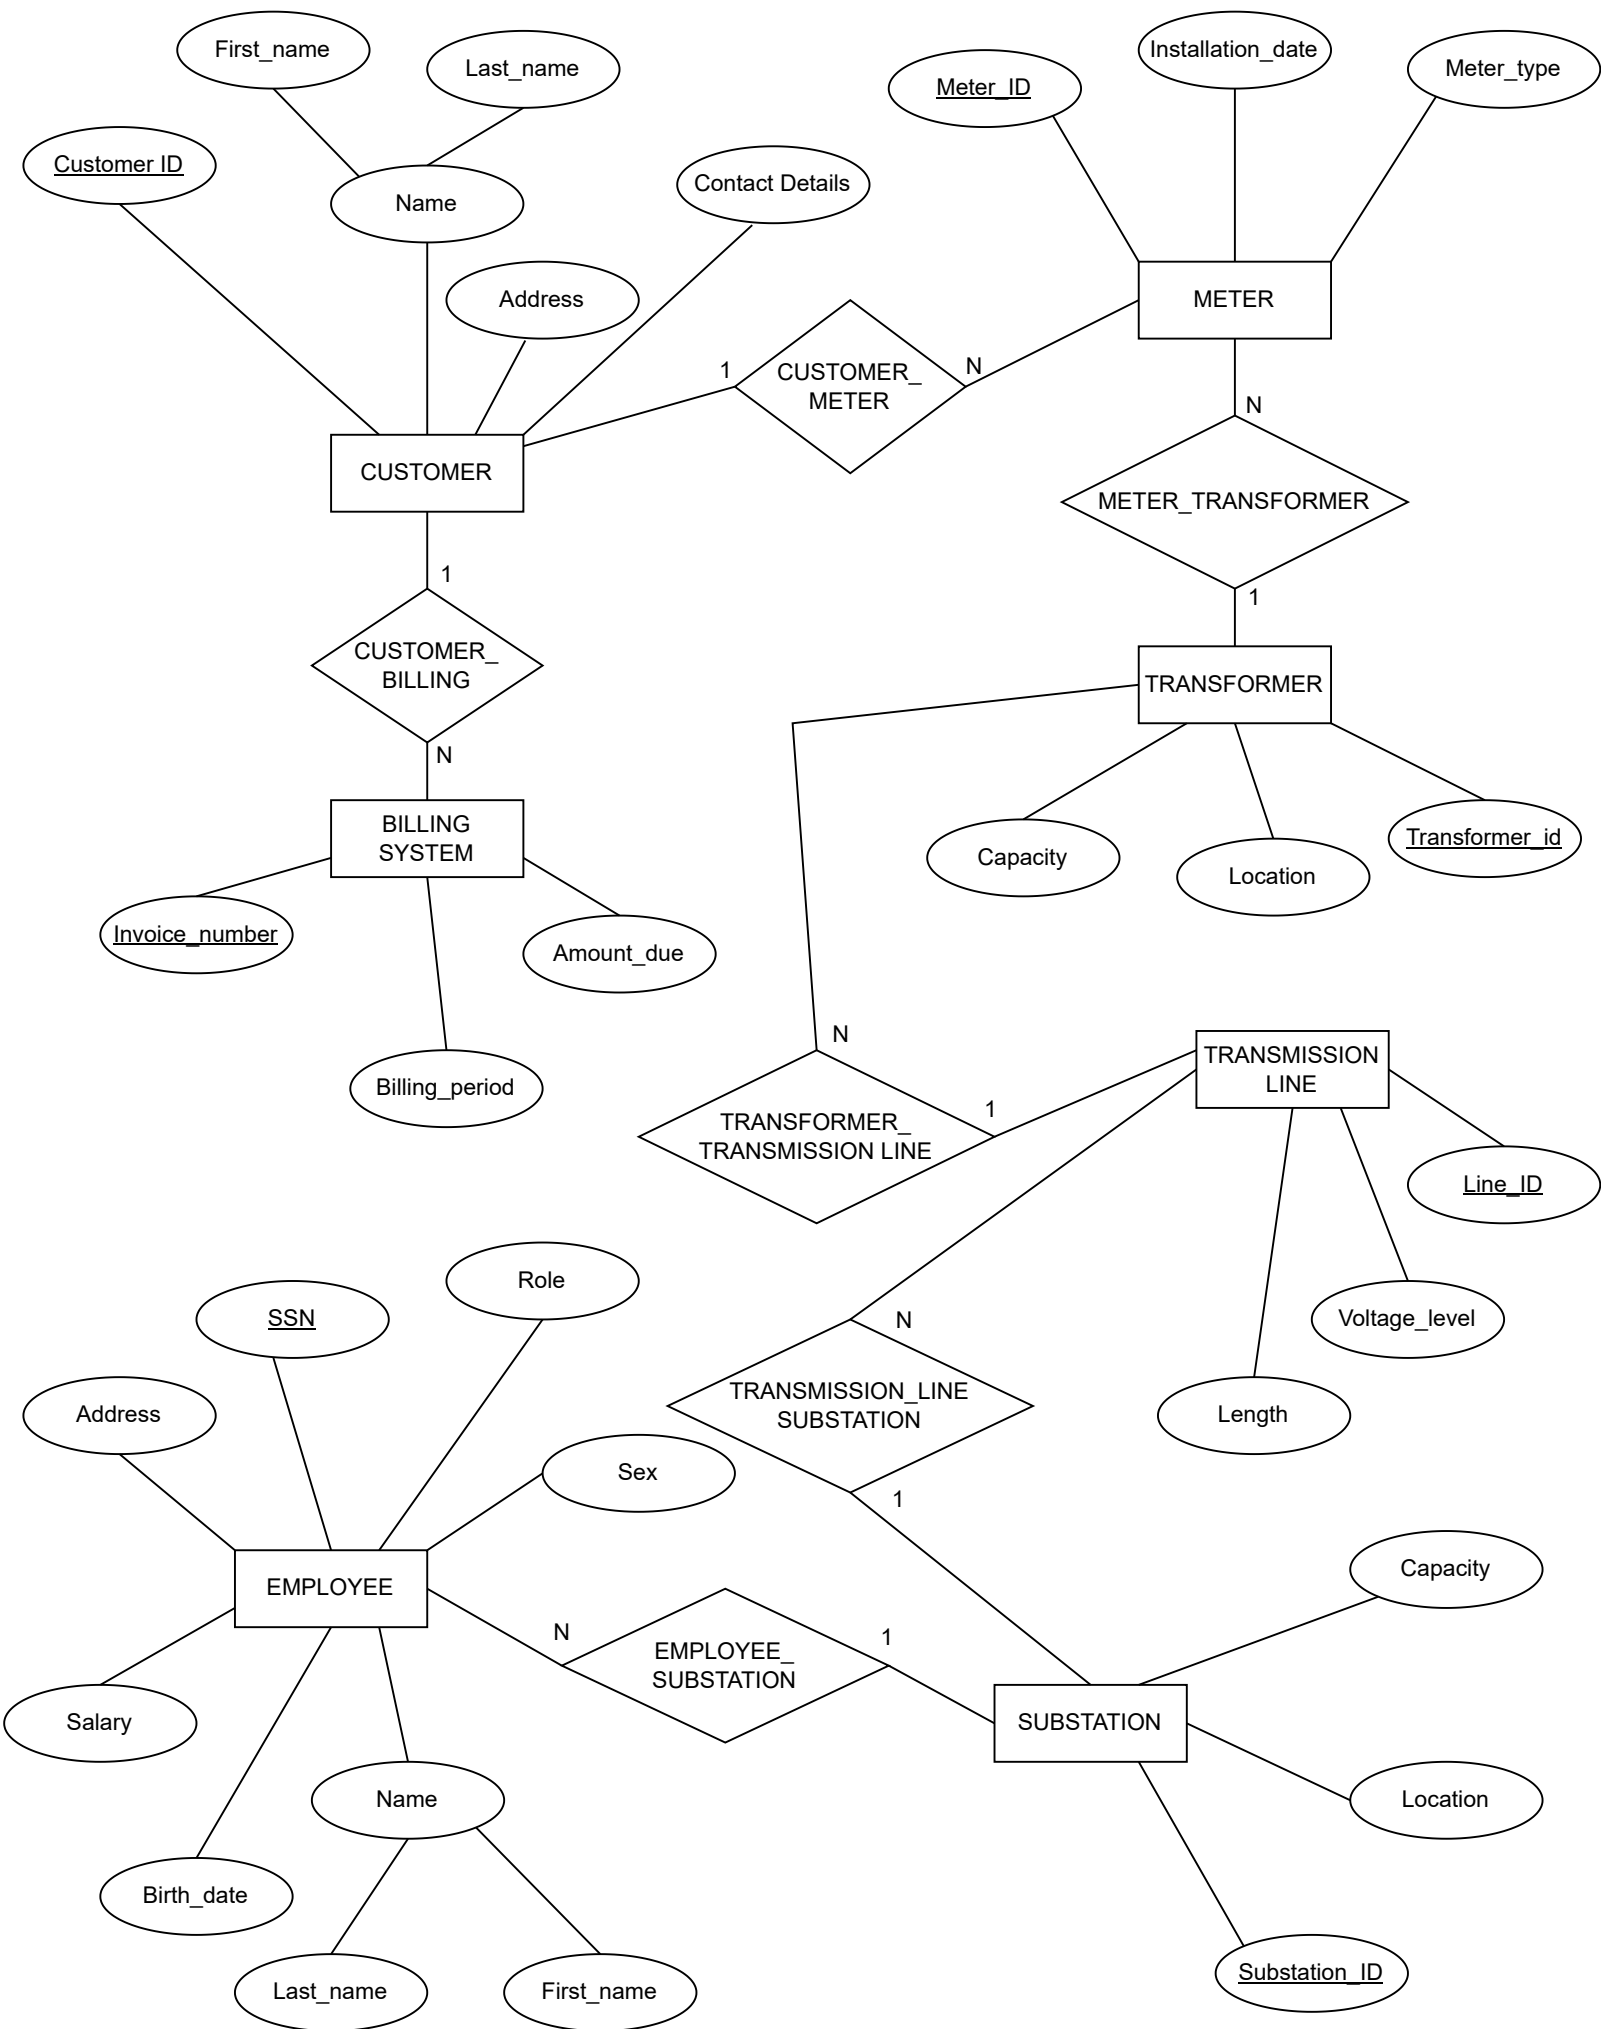 First_name
Last_name
Installation_date
Meter_type
Meter_ID
Customer ID
Name
Contact Details
Address
METER
1
CUSTOMER_
METER
N
CUSTOMER
N
METER_TRANSFORMER
1
1
CUSTOMER_
BILLING
N
TRANSFORMER
BILLING
SYSTEM
Capacity
Location
Transformer_id
Invoice_number
Amount_due
Billing_period
N
TRANSFORMER_
TRANSMISSION LINE
1
TRANSMISSION
LINE
Line_ID
Voltage_level
Length
N
TRANSMISSION_LINE
SUBSTATION
1
Role
SSN
Address
Sex
EMPLOYEE
N
EMPLOYEE_
SUBSTATION
1
Capacity
SUBSTATION
Location
Salary
Name
Birth_date
Last_name
First_name
Substation_ID